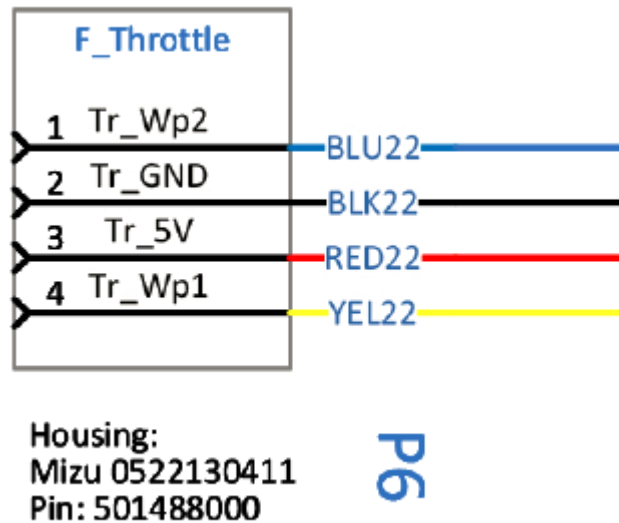 F_Throttle
1 Tr_Wp2 BLU22
2 Tr_GND BLK22
3 Tr_5V RED22
4 Tr_Wp1 YEL22
Housing:
Mizu 0522130411
Pin: 501488000
P6